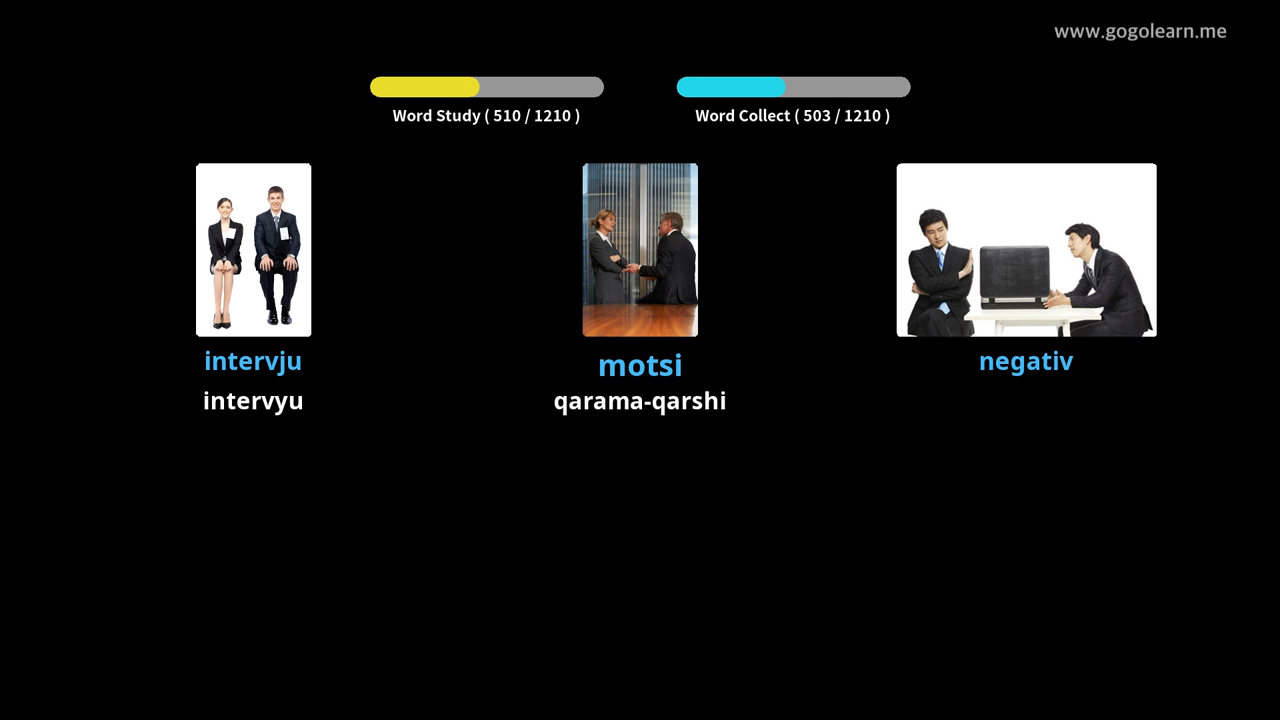 www.gogolearn.me
Word Study ( 510 / 1210 )
Word Collect ( 503 / 1210 )
intervju
intervyu
motsi
qarama-qarshi
negativ